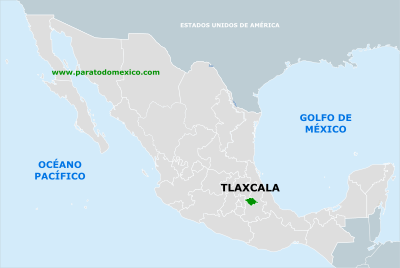 ESTADOS UNIDOS DE AMÉRICA
www.paratodomexico.com
GOLFO DE
MÉXICO
OCÉANO
PACÍFICO
TLAXCALA